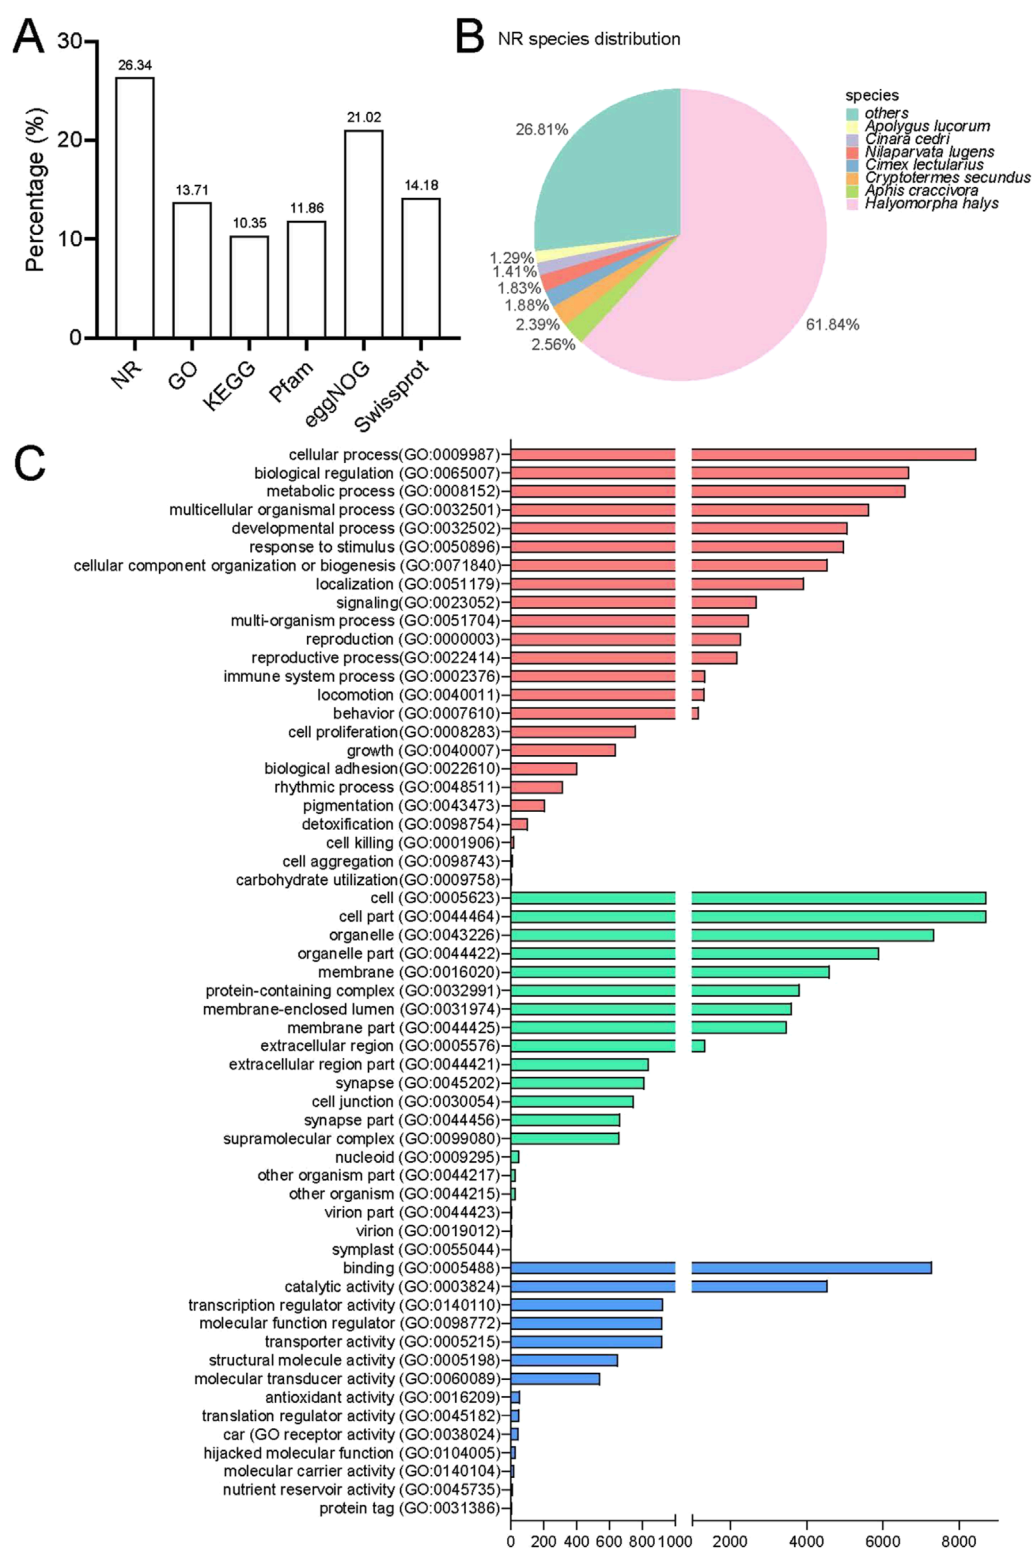 A
Percentage (%)
30
20
10
0
26.34
13.71
10.35
11.86
21.02
14.18
NR
GO
KEGG
Pfam
eggNOG
Swissprot
B
NR species distribution
26.81%
1.29%
1.41%
1.83%
1.88%
2.39%
2.56%
61.84%
species
others
Apolygus lucorum
Cinara cedri
Nilaparvata lugens
Cimex lectularius
Cryptotermes secundus
Aphis craccivora
Halyomorpha halys
C
cellular process(GO:0009987)
biological regulation (GO:0065007)
metabolic process (GO:0008152)
multicellular organismal process (GO:0032501)
developmental process (GO:0032502)
response to stimulus (GO:0050896)
cellular component organization or biogenesis (GO:0071840)
localization (GO:0051179)
signaling(GO:0023052)
multi-organism process (GO:0051704)
reproduction (GO:0000003)
reproductive process(GO:0022414)
immune system process (GO:0002376)
locomotion (GO:0040011)
behavior (GO:0007610)
cell proliferation(GO:0008283)
growth (GO:0040007)
biological adhesion(GO:0022610)
rhythmic process (GO:0048511)
pigmentation (GO:0043473)
detoxification (GO:0098754)
cell killing (GO:0001906)
cell aggregation (GO:0098743)
carbohydrate utilization(GO:0009758)
cell (GO:0005623)
cell part (GO:0044464)
organelle (GO:0043226)
organelle part (GO:0044422)
membrane (GO:0016020)
protein-containing complex (GO:0032991)
membrane-enclosed lumen (GO:0031974)
membrane part (GO:0044425)
extracellular region (GO:0005576)
extracellular region part (GO:0044421)
synapse (GO:0045202)
cell junction (GO:0030054)
synapse part (GO:0044456)
supramolecular complex (GO:0099080)
nucleoid (GO:0009295)
other organism part (GO:0044217)
other organism (GO:0044215)
virion part (GO:0044423)
virion (GO:0019012)
symplast (GO:0055044)
binding (GO:0005488)
catalytic activity (GO:0003824)
transcription regulator activity (GO:0140110)
molecular function regulator (GO:0098772)
transporter activity (GO:0005215)
structural molecule activity (GO:0005198)
molecular transducer activity (GO:0060089)
antioxidant activity (GO:0016209)
translation regulator activity (GO:0045182)
car (GO receptor activity (GO:0038024)
hijacked molecular function (GO:0104005)
molecular carrier activity (GO:0140104)
nutrient reservoir activity (GO:0045735)
protein tag (GO:0031386)
0 200 400 600 800 1000 2000 4000 6000 8000